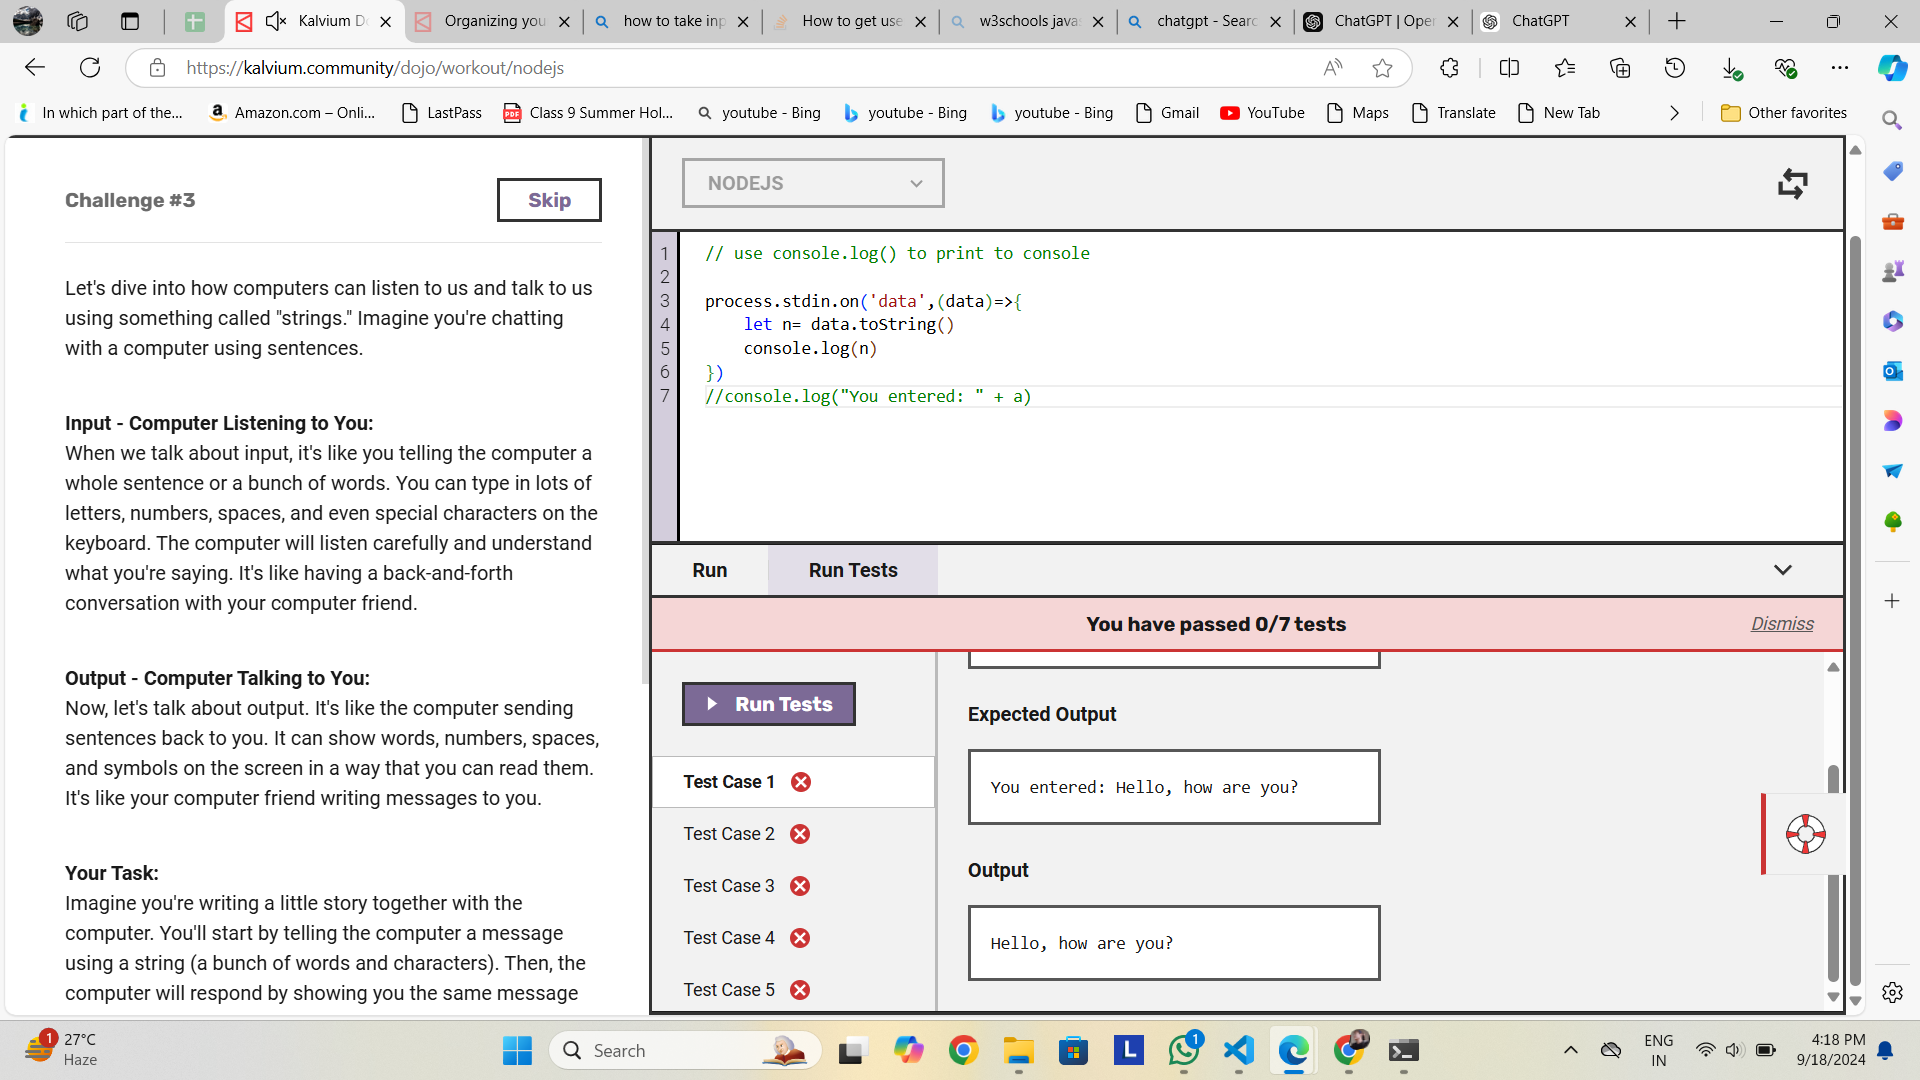 Kalvium Do
Organizing you
how to take inp
How to get use
w3schools javas
chatgpt - Searc
ChatGPT | Oper
ChatGPT
https://kalvium.community/dojo/workout/nodejs
In which part of the...
Amazon.com – Onli...
LastPass
Class 9 Summer Hol...
youtube - Bing
youtube - Bing
youtube - Bing
Gmail
YouTube
Maps
Translate
New Tab
Other favorites
Challenge #3
Skip
Let's dive into how computers can listen to us and talk to us
using something called "strings." Imagine you're chatting
with a computer using sentences.
Input - Computer Listening to You:
When we talk about input, it's like you telling the computer a
whole sentence or a bunch of words. You can type in lots of
letters, numbers, spaces, and even special characters on the
keyboard. The computer will listen carefully and understand
what you're saying. It's like having a back-and-forth
conversation with your computer friend.
Output - Computer Talking to You:
Now, let's talk about output. It's like the computer sending
sentences back to you. It can show words, numbers, spaces,
and symbols on the screen in a way that you can read them.
It's like your computer friend writing messages to you.
Your Task:
Imagine you're writing a little story together with the
computer. You'll start by telling the computer a message
using a string (a bunch of words and characters). Then, the
computer will respond by showing you the same message
NODEJS
1 // use console.log() to print to console
2
3 process.stdin.on('data',(data)=>{
4 let n= data.toString()
5 console.log(n)
6 })
7 //console.log("You entered: " + a)
Run
Run Tests
You have passed 0/7 tests
Dismiss
Run Tests
Test Case 1
Test Case 2
Test Case 3
Test Case 4
Test Case 5
Expected Output
You entered: Hello, how are you?
Output
Hello, how are you?
1
27°C
Haze
Search
L
1
ENG
IN
4:18 PM
9/18/2024